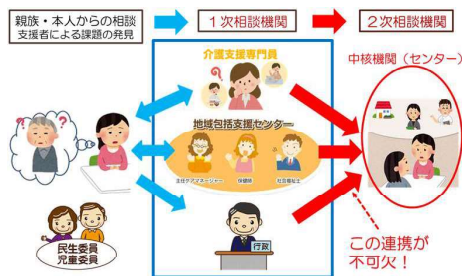 親族・本人からの相談
支援者による課題の発見
1次相談機関
2次相談機関
介護支援専門員
中核機関(センター)
地域包括支援センター
主任ケアマネージャー
保健師
社会福祉士
行政
民生委員
児童委員
この連携が
不可欠!